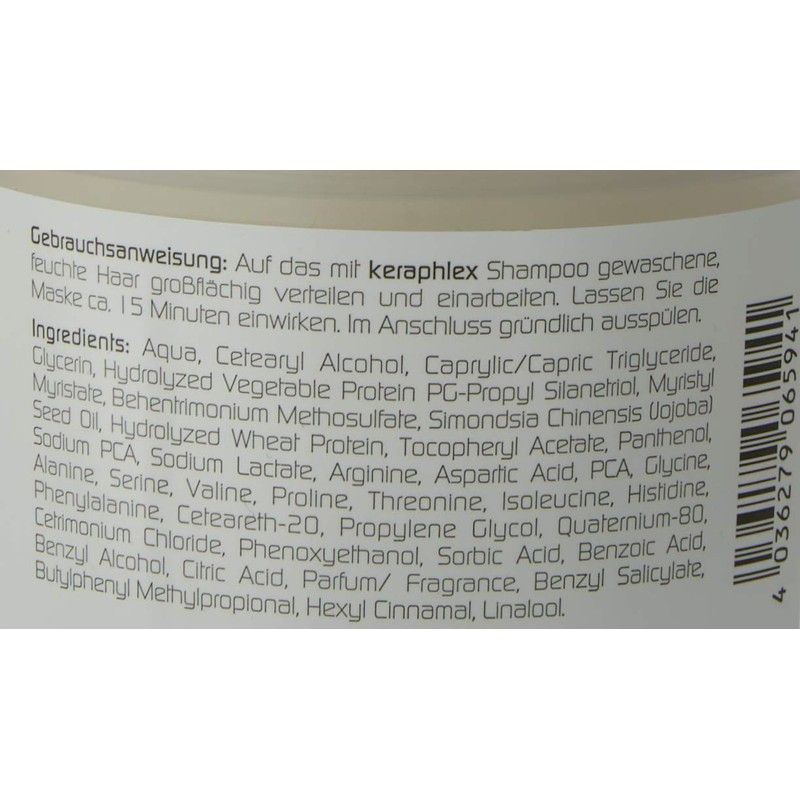 Gebrauchsanweisung: Auf das mit keraphlex Shampoo gewaschene,
feuchte Haar großflächig verteilen und einarbeiten. Lassen Sie die
Maske ca. 15 Minuten einwirken. Im Anschluss gründlich ausspülen.
Ingredients: Aqua, Cetearyl Alcohol, Caprylic/Capric Triglyceride,
Glycerin, Hydrolyzed Vegetable Protein PG-Propyl Silanetriol, Myristyl
Myristate, Behentrimonium Methosulfate, Simondsia Chinensis (Jojoba)
Seed Oil, Hydrolyzed Wheat Protein, Tocopheryl Acetate, Panthenol,
Sodium PCA, Sodium Lactate, Arginine, Aspartic Acid, PCA, Glycine,
Alanine, Serine, Valine, Proline, Threonine, Isoleucine, Histidine,
Phenylalanine, Ceteareth-20, Propylene Glycol, Quaternium-80,
Cetrimonium Chloride, Phenoxyethanol, Sorbic Acid, Benzoic Acid,
Benzyl Alcohol, Citric Acid, Parfum/ Fragrance, Benzyl Salicylate,
Butylphenyl Methylpropional, Hexyl Cinnamal, Linalool.
4 036279 065941